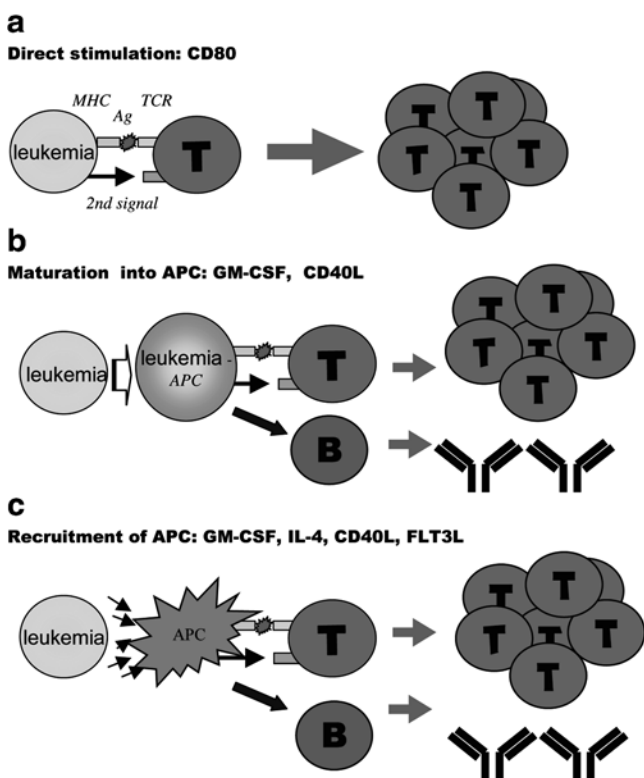 a
Direct stimulation: CD80
MHC TCR
Ag
leukemia
T
2nd signal
T
T
T
T
T
T
b
Maturation into APC: GM-CSF, CD40L
leukemia
leukemia -
APC
T
B
T
T
T
T
T
T
c
Recruitment of APC: GM-CSF, IL-4, CD40L, FLT3L
leukemia
APC
T
B
T
T
T
T
T
T